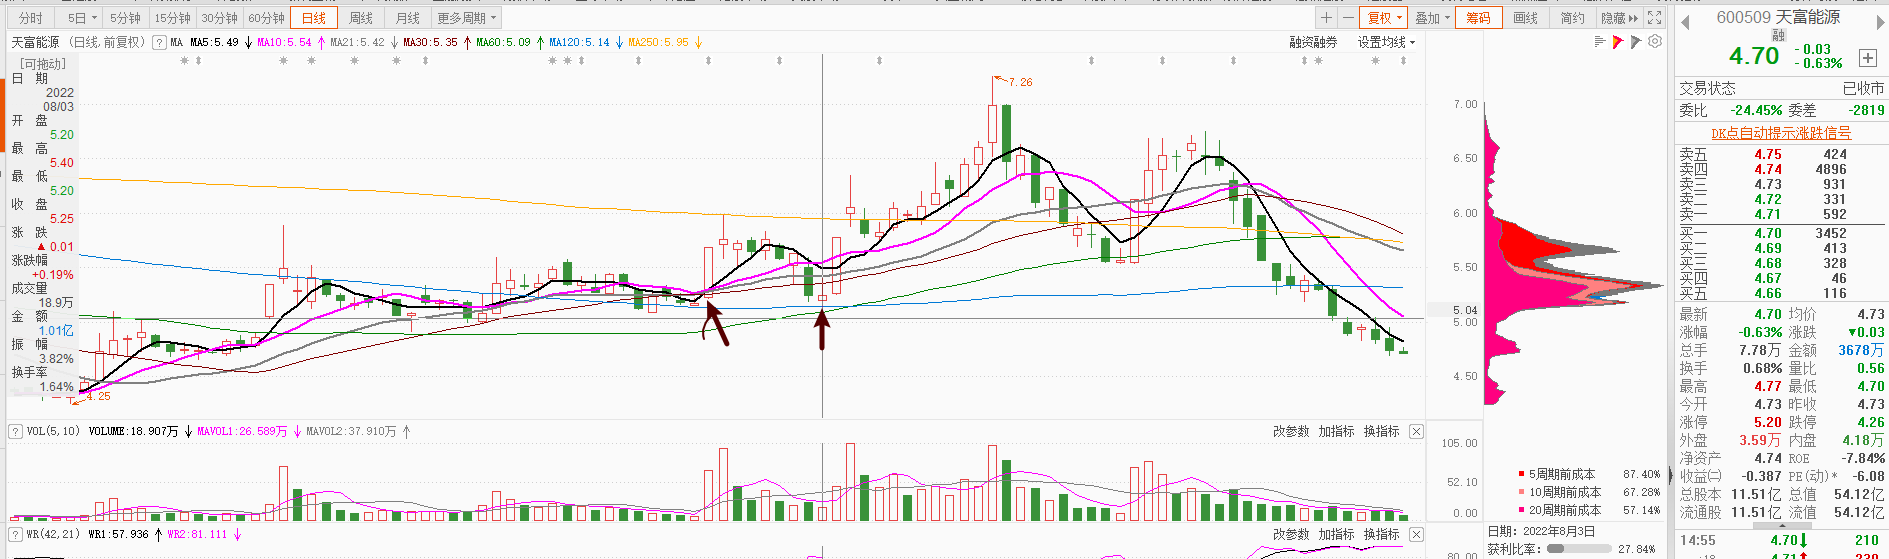 分时 5日 5分钟 15分钟 30分钟 60分钟 日线 周线 月线 更多周期 复权 叠加 筹码 画线 简约 隐藏
天富能源 (日线,前复权) ? MA MA5:5.49 ↓ MA10:5.54 ↑ MA21:5.42 ↓ MA30:5.35 ↑ MA60:5.09 ↑ MA120:5.14 ↓ MA250:5.95 ↓ 融资融券 设置均线
[可拖动]
日 期
2022
08/03
开 盘
5.20
最 高
5.40
最 低
5.20
收 盘
5.25
涨 跌
▲ 0.01
涨跌幅
+0.19%
成交量
18.9万
金 额
1.01亿
振 幅
3.82%
换手率
1.64%
4.25
7.26
7.00
6.50
6.00
5.50
5.04
5.00
4.50
? VOL(5,10) VOLUME:18.907万 ↓ MAVOL1:26.589万 ↓ MAVOL2:37.910万 ↑ 改参数 加指标 换指标
105.00
52.10
0.00
? WR(42,21) WR1:57.936 ↑ WR2:81.111 ↓ 改参数 加指标 换指标
80.00
5周期前成本 87.40%
10周期前成本 67.28%
20周期前成本 57.14%
日期: 2022年8月3日
获利比率: 27.84%
600509 天富能源
融
4.70 -0.03
-0.63%
交易状态 已收市
委比 -24.45% 委差 -2819
DK点自动提示涨跌信号
卖五 4.75 424
卖四 4.74 4896
卖三 4.73 931
卖二 4.72 331
卖一 4.71 592
买一 4.70 3452
买二 4.69 413
买三 4.68 328
买四 4.67 46
买五 4.66 116
最新 4.70 均价 4.73
涨幅 -0.63% 涨跌 ▼0.03
总手 7.78万 金额 3678万
换手 0.68% 量比 0.56
最高 4.77 最低 4.70
今开 4.73 昨收 4.73
涨停 5.20 跌停 4.26
外盘 3.59万 内盘 4.18万
净资产 4.74 ROE -7.84%
收益㈡ -0.387 PE(动)* -6.08
总股本 11.51亿 总值 54.12亿
流通股 11.51亿 流值 54.12亿
14:55 4.70↓ 210